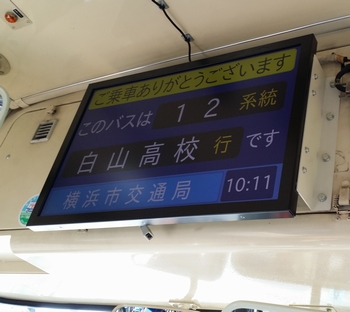 ご乗車ありがとうございます
このバスは 12 系統
白山高校 行 です
横浜市交通局 10:11